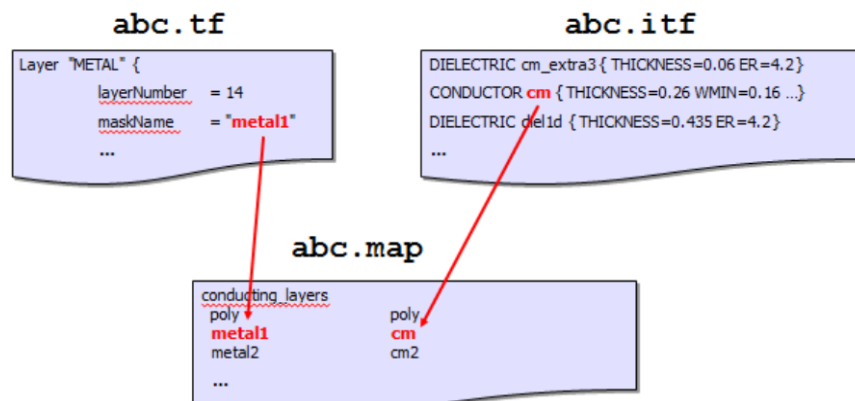 abc.tf
Layer "METAL" {
layerNumber = 14
maskName = "metal1"
...
abc.itf
DIELECTRIC cm_extra3 { THICKNESS=0.06 ER=4.2}
CONDUCTOR cm { THICKNESS=0.26 WMIN=0.16 ...}
DIELECTRIC diel1d { THICKNESS=0.435 ER=4.2}
...
abc.map
conducting_layers
poly poly
metal1 cm
metal2 cm2
...